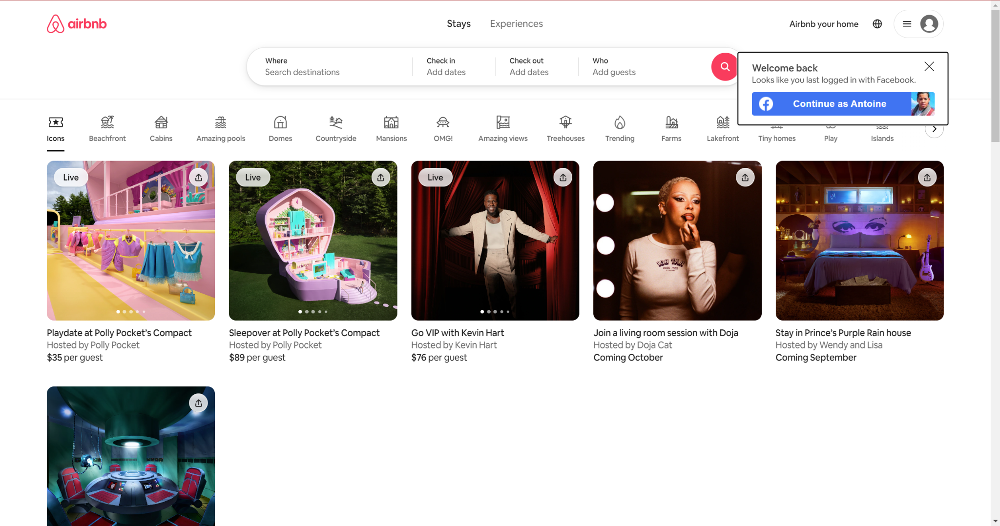 airbnb
Stays
Experiences
Airbnb your home
Where
Search destinations
Check in
Add dates
Check out
Add dates
Who
Add guests
Welcome back
Looks like you last logged in with Facebook.
Continue as Antoine
Icons
Beachfront
Cabins
Amazing pools
Domes
Countryside
Mansions
OMG!
Amazing views
Treehouses
Trending
Farms
Lakefront
Tiny homes
Play
Islands
Live
Live
Live
Playdate at Polly Pocket’s Compact
Hosted by Polly Pocket
$35 per guest
Sleepover at Polly Pocket’s Compact
Hosted by Polly Pocket
$89 per guest
Go VIP with Kevin Hart
Hosted by Kevin Hart
$76 per guest
Join a living room session with Doja
Hosted by Doja Cat
Coming October
Stay in Prince’s Purple Rain house
Hosted by Wendy and Lisa
Coming September